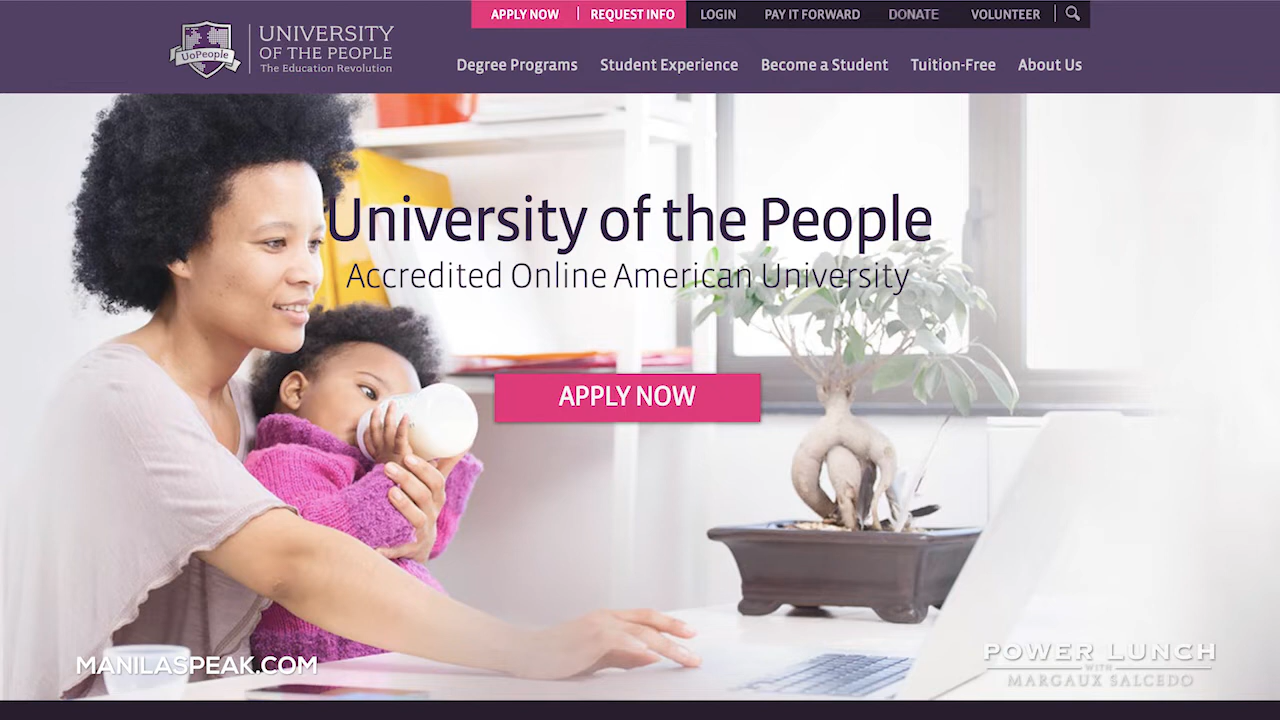 APPLY NOW
REQUEST INFO
LOGIN
PAY IT FORWARD
DONATE
VOLUNTEER
UoPeople
UNIVERSITY
OF THE PEOPLE
The Education Revolution
Degree Programs
Student Experience
Become a Student
Tuition-Free
About Us
University of the People
Accredited Online American University
APPLY NOW
MANILASPEAK.COM
POWER LUNCH
WITH
MARGAUX SALCEDO